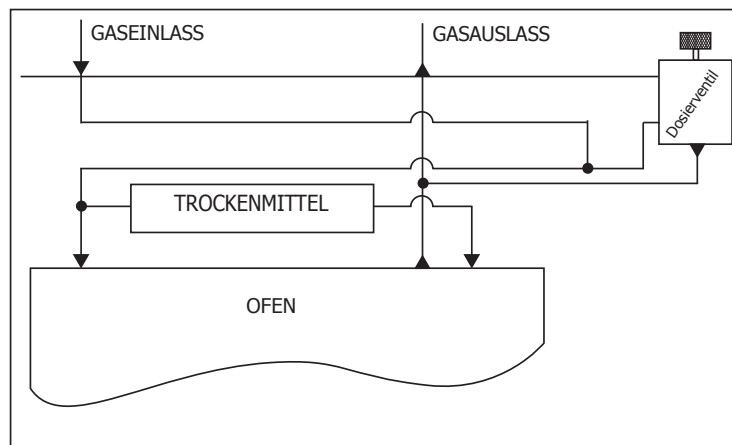 GASEINLASS
GASAUSLASS
Dosierventil
TROCKENMITTEL
OFEN